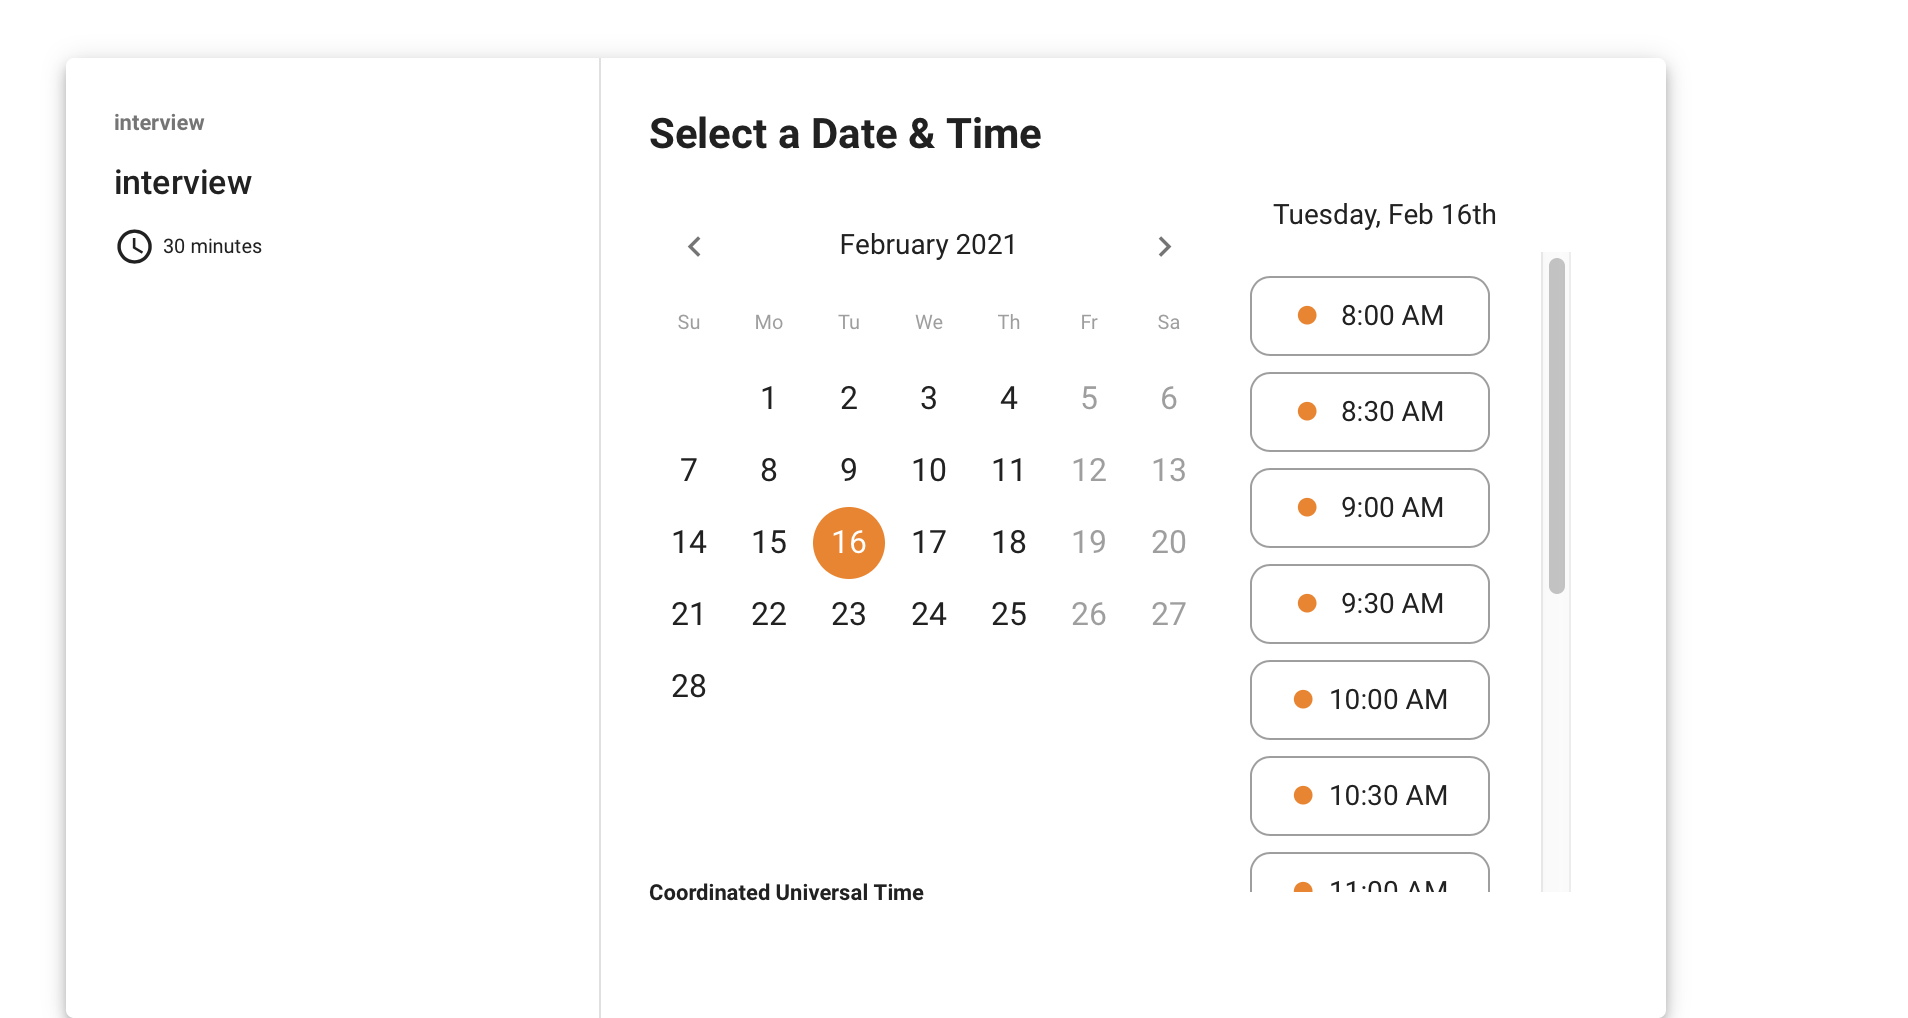 interview
interview
30 minutes
Select a Date & Time
February 2021
Su Mo Tu We Th Fr Sa
1 2 3 4 5 6
7 8 9 10 11 12 13
14 15 16 17 18 19 20
21 22 23 24 25 26 27
28
Coordinated Universal Time
Tuesday, Feb 16th
8:00 AM
8:30 AM
9:00 AM
9:30 AM
10:00 AM
10:30 AM
11:00 AM